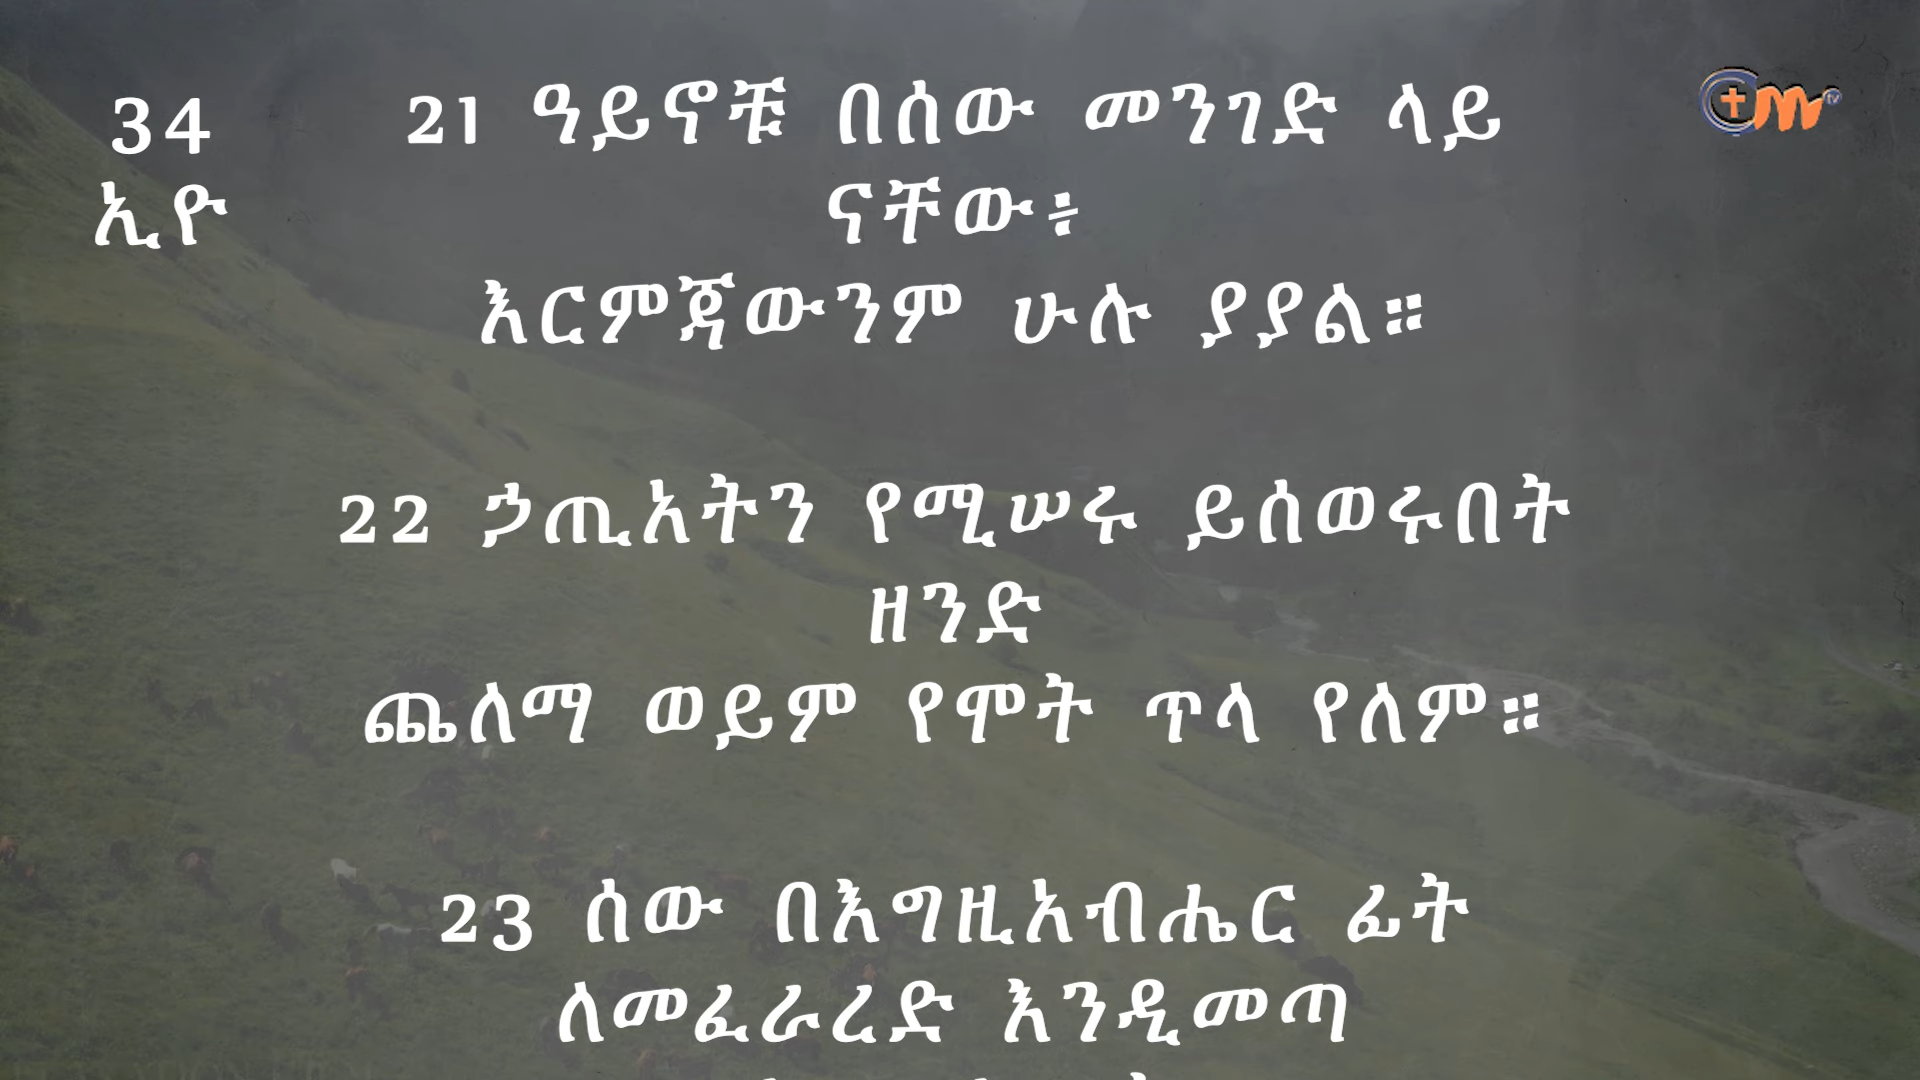 34
ኢዮ
21 ዓይኖቹ በሰው መንገድ ላይ
ናቸው፥
እርምጃውንም ሁሉ ያያል።
22 ኃጢአትን የሚሠሩ ይሰወሩበት
ዘንድ
ጨለማ ወይም የሞት ጥላ የለም።
23 ሰው በእግዚአብሔር ፊት
ለመፈራረድ እንዲመጣ